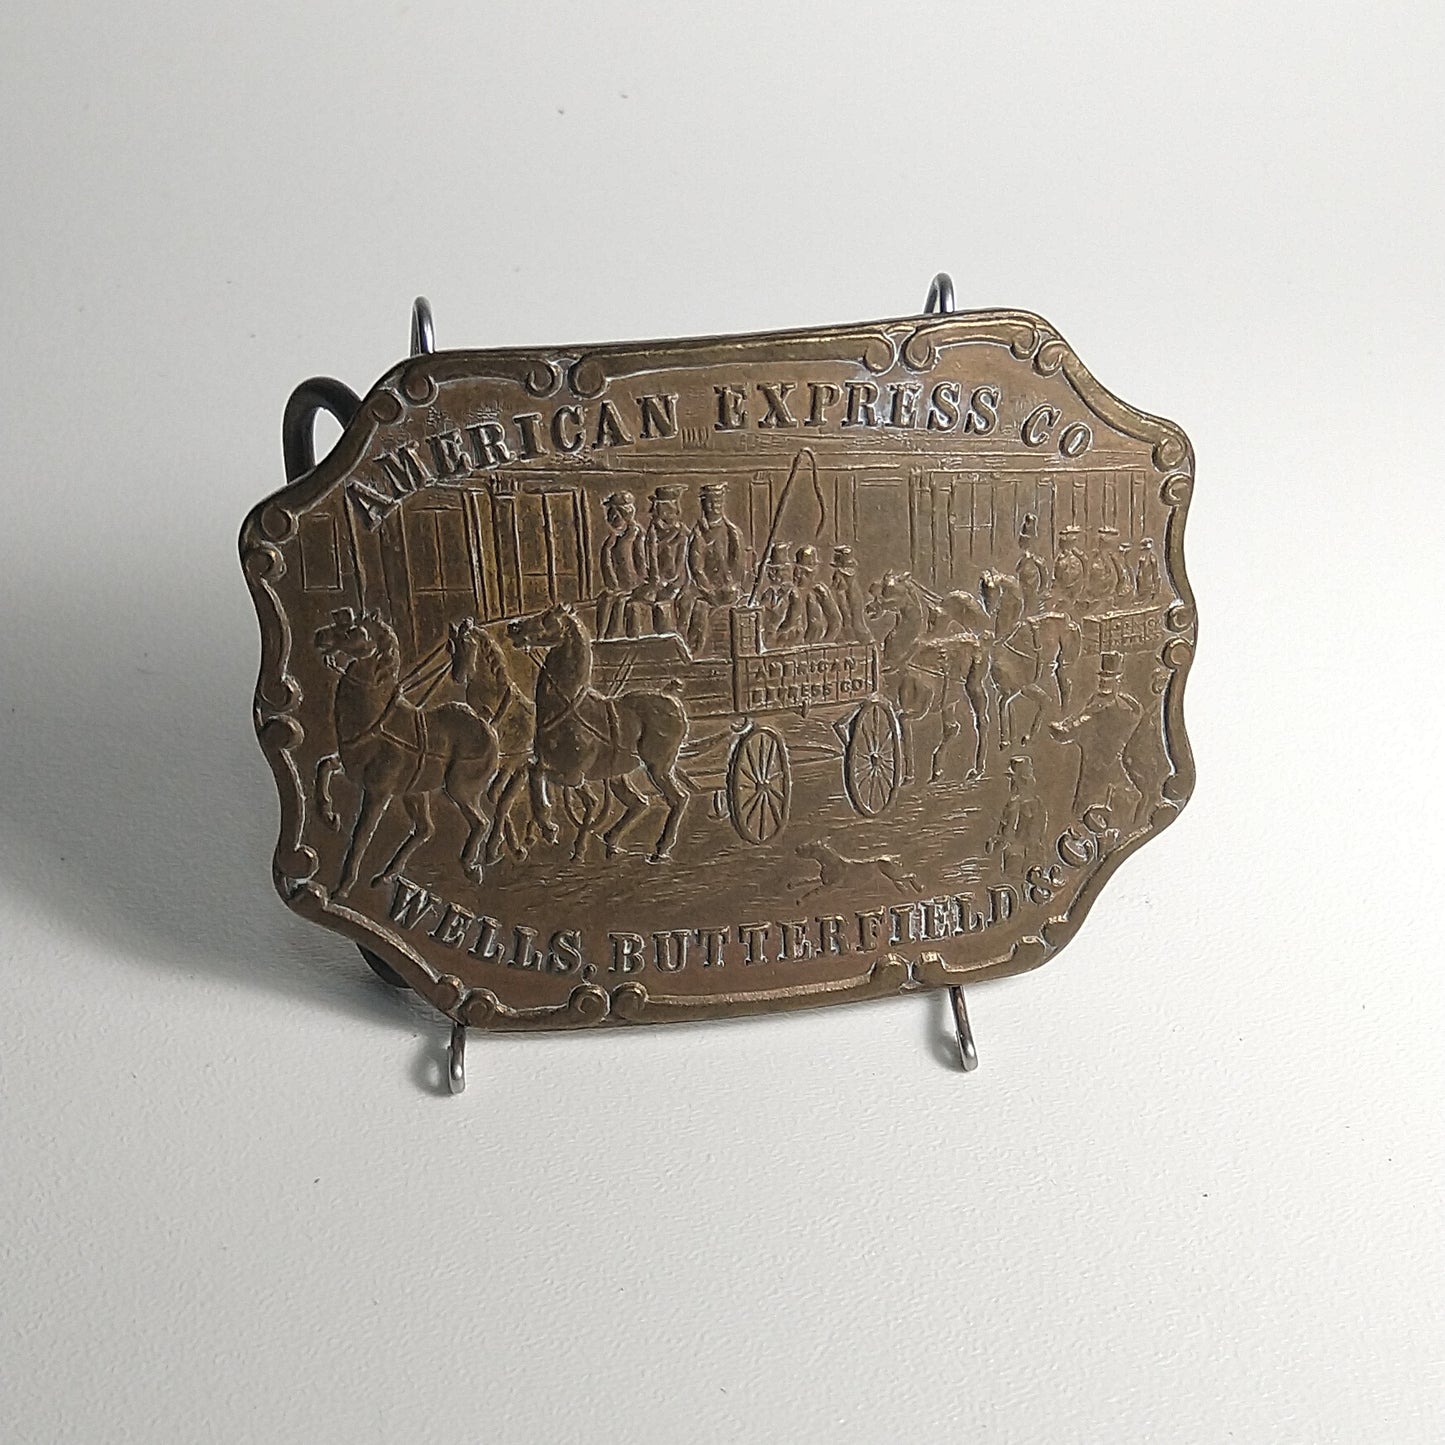 AMERICAN EXPRESS CO
AMERICAN
EXPRESS CO
WELLS, BUTTERFIELD & Co